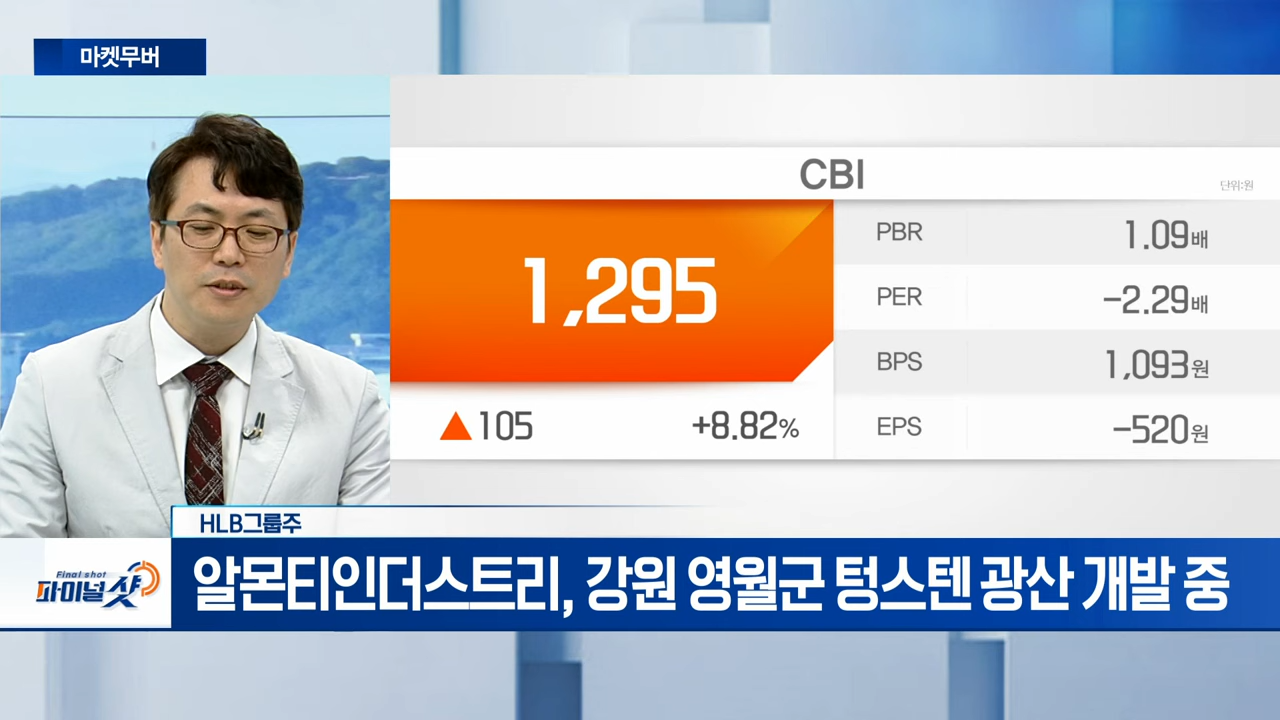 마켓무버
CBI
단위:원
1,295
▲105 +8.82%
PBR 1.09배
PER -2.29배
BPS 1,093원
EPS -520원
HLB그룹주
Final shot
파이널샷
알몬티인더스트리, 강원 영월군 텅스텐 광산 개발 중